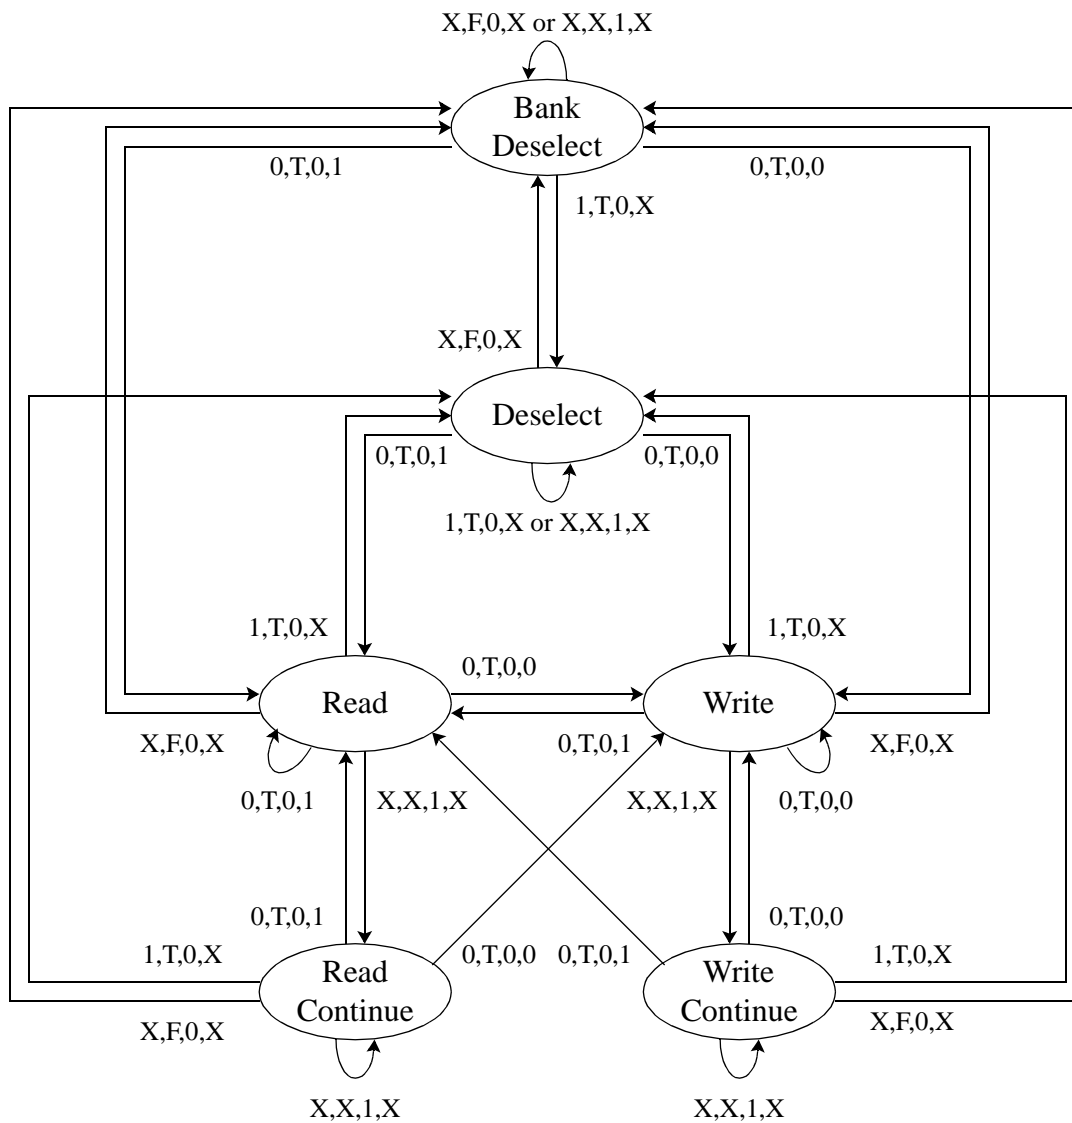 X,F,0,X or X,X,1,X
Bank
Deselect
0,T,0,1
0,T,0,0
1,T,0,X
X,F,0,X
Deselect
0,T,0,1
0,T,0,0
1,T,0,X or X,X,1,X
1,T,0,X
1,T,0,X
0,T,0,0
Read
Write
X,F,0,X
0,T,0,1
X,F,0,X
0,T,0,1
X,X,1,X
X,X,1,X
0,T,0,0
0,T,0,1
0,T,0,0
1,T,0,X
0,T,0,0
0,T,0,1
1,T,0,X
Read
Continue
Write
Continue
X,F,0,X
X,F,0,X
X,X,1,X
X,X,1,X